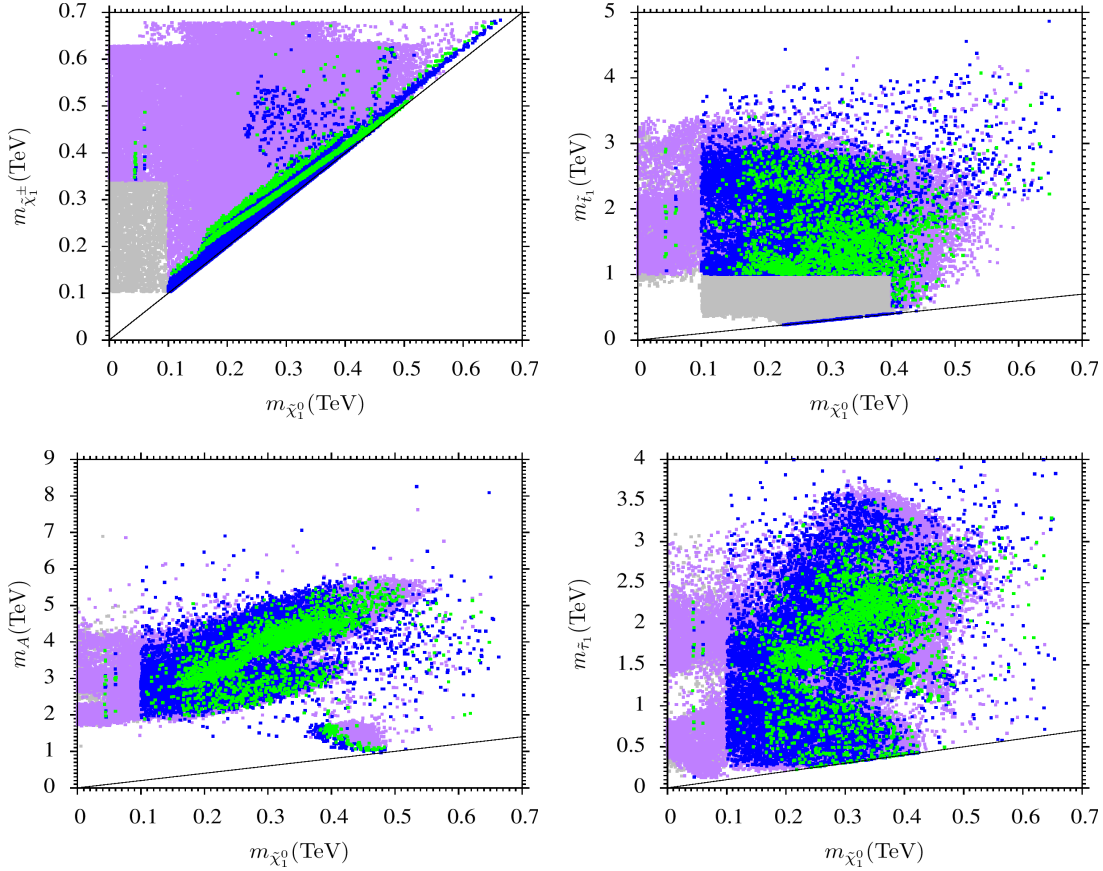 0.7
0.6
0.5
0.4
0.3
0.2
0.1
0
m_{\tilde{\chi}_1^\pm}(TeV)
0 0.1 0.2 0.3 0.4 0.5 0.6 0.7
m_{\tilde{\chi}_1^0}(TeV)
5
4
3
2
1
0
m_{\tilde{t}_1}(TeV)
0 0.1 0.2 0.3 0.4 0.5 0.6 0.7
m_{\tilde{\chi}_1^0}(TeV)
9
8
7
6
5
4
3
2
1
0
m_A(TeV)
0 0.1 0.2 0.3 0.4 0.5 0.6 0.7
m_{\tilde{\chi}_1^0}(TeV)
4
3.5
3
2.5
2
1.5
1
0.5
0
m_{\tilde{\tau}_1}(TeV)
0 0.1 0.2 0.3 0.4 0.5 0.6 0.7
m_{\tilde{\chi}_1^0}(TeV)